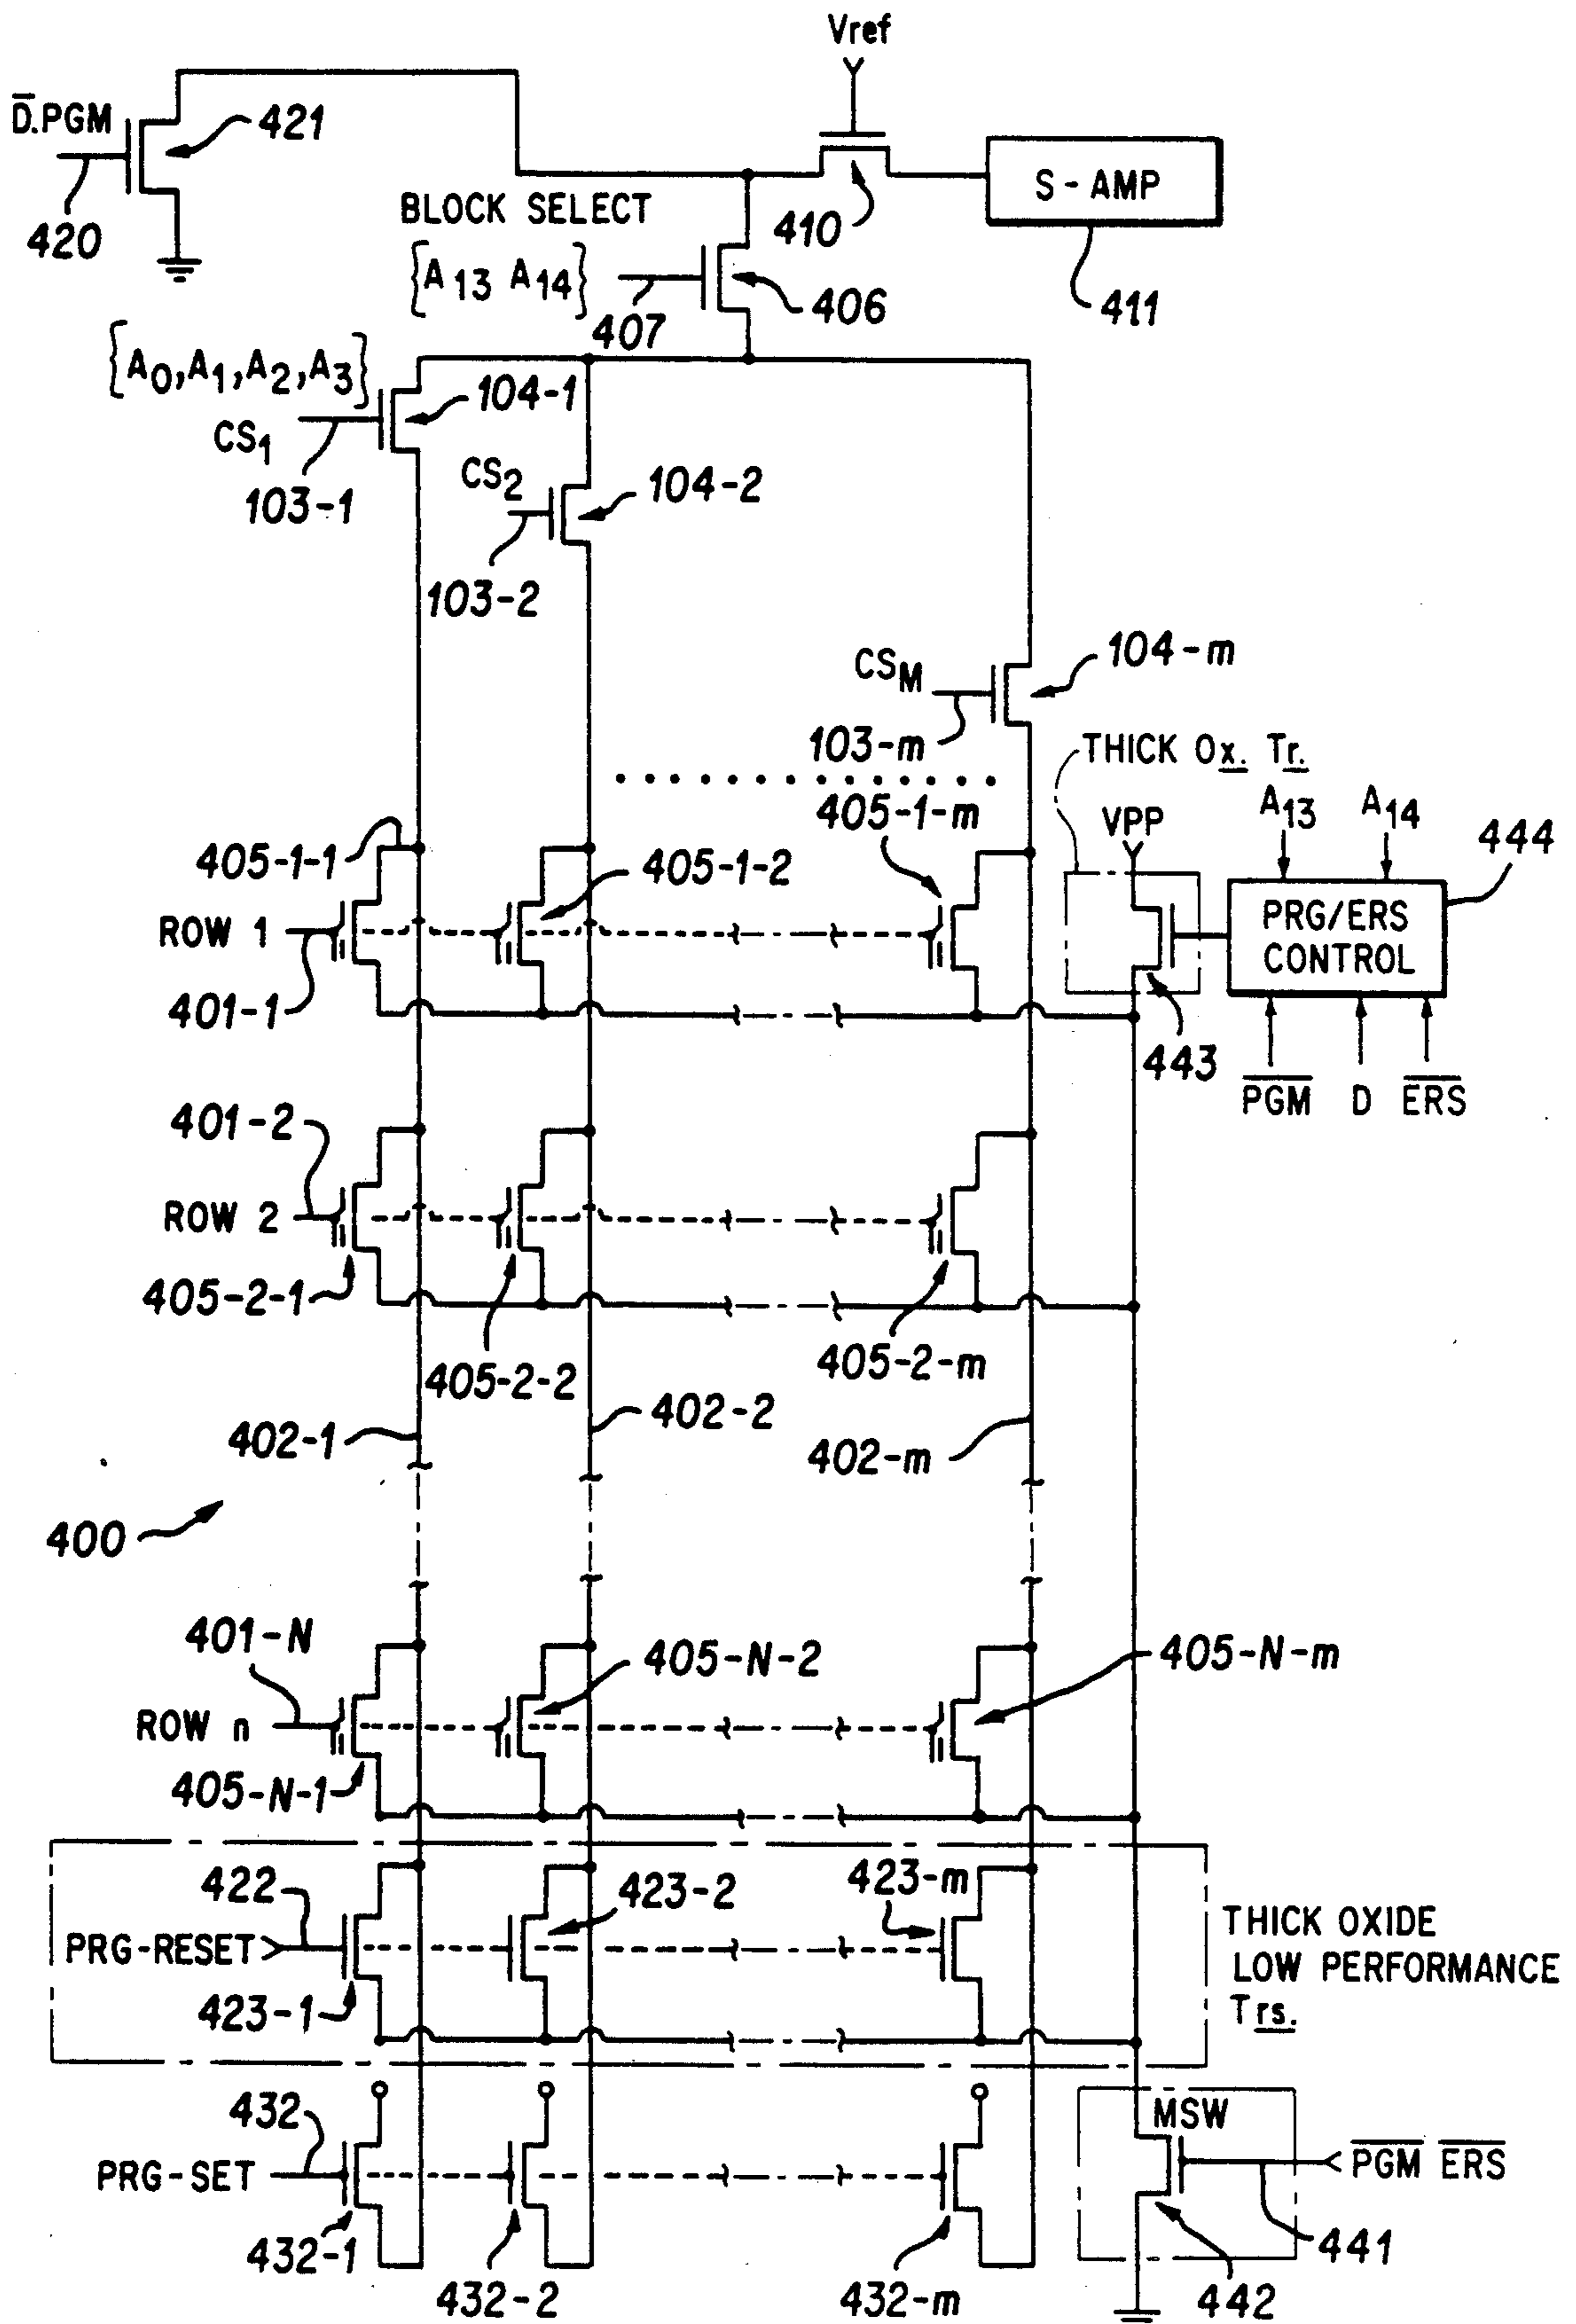 Vref
D̅.PGM
421
420
BLOCK SELECT
{A13 A14}
407
406
410
S-AMP
411
{A0,A1,A2,A3}
CS1
103-1
104-1
CS2
103-2
104-2
CSM
103-m
104-m
THICK Ox. Tr.
405-1-1
405-1-2
405-1-m
VPP
A13
A14
444
ROW 1
401-1
PRG/ERS
CONTROL
443
P̅G̅M̅ D E̅R̅S̅
401-2
ROW 2
405-2-1
405-2-2
405-2-m
402-1
402-2
402-m
400
401-N
ROW n
405-N-1
405-N-2
405-N-m
422
PRG-RESET
423-1
423-2
423-m
THICK OXIDE
LOW PERFORMANCE
Trs.
432
PRG-SET
432-1
432-2
432-m
MSW
P̅G̅M̅ E̅R̅S̅
441
442